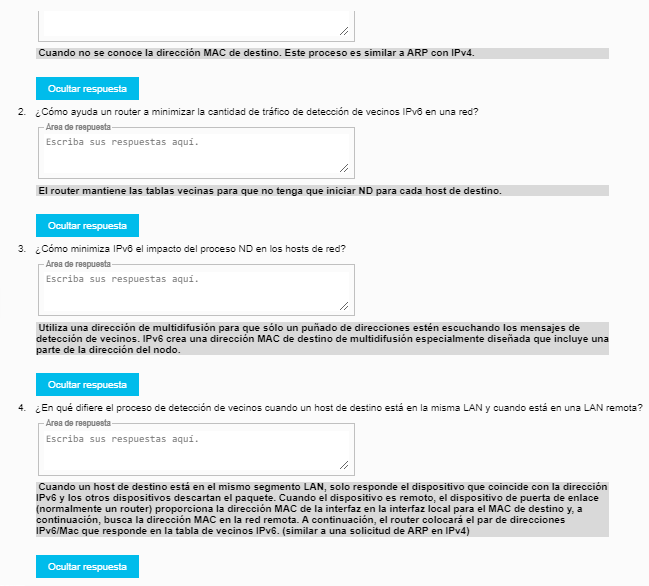 Cuando no se conoce la dirección MAC de destino. Este proceso es similar a ARP con IPv4.
Ocultar respuesta
2. ¿Cómo ayuda un router a minimizar la cantidad de tráfico de detección de vecinos IPv6 en una red?
Área de respuesta
Escriba sus respuestas aquí.
El router mantiene las tablas vecinas para que no tenga que iniciar ND para cada host de destino.
Ocultar respuesta
3. ¿Cómo minimiza IPv6 el impacto del proceso ND en los hosts de red?
Área de respuesta
Escriba sus respuestas aquí.
Utiliza una dirección de multidifusión para que sólo un puñado de direcciones estén escuchando los mensajes de
detección de vecinos. IPv6 crea una dirección MAC de destino de multidifusión especialmente diseñada que incluye una
parte de la dirección del nodo.
Ocultar respuesta
4. ¿En qué difiere el proceso de detección de vecinos cuando un host de destino está en la misma LAN y cuando está en una LAN remota?
Área de respuesta
Escriba sus respuestas aquí.
Cuando un host de destino está en el mismo segmento LAN, solo responde el dispositivo que coincide con la dirección
IPv6 y los otros dispositivos descartan el paquete. Cuando el dispositivo es remoto, el dispositivo de puerta de enlace
(normalmente un router) proporciona la dirección MAC de la interfaz en la interfaz local para el MAC de destino y, a
continuación, busca la dirección MAC en la red remota. A continuación, el router colocará el par de direcciones
IPv6/Mac que responde en la tabla de vecinos IPv6. (similar a una solicitud de ARP en IPv4)
Ocultar respuesta